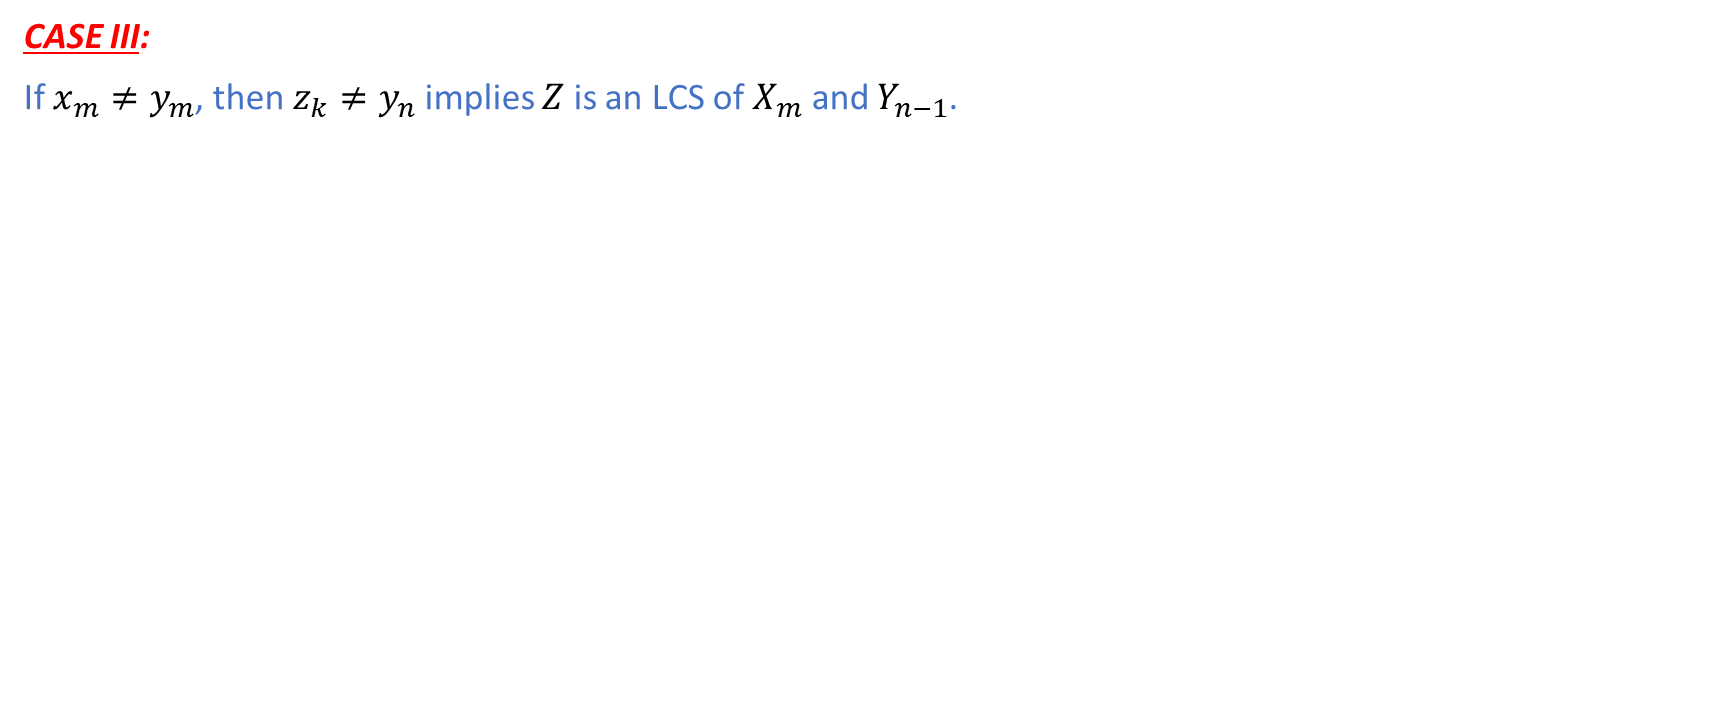 CASE III:
If 𝑥𝑚 ≠ 𝑦𝑚, then 𝑧𝑘 ≠ 𝑦𝑛 implies 𝑍 is an LCS of 𝑋𝑚 and 𝑌𝑛−1.